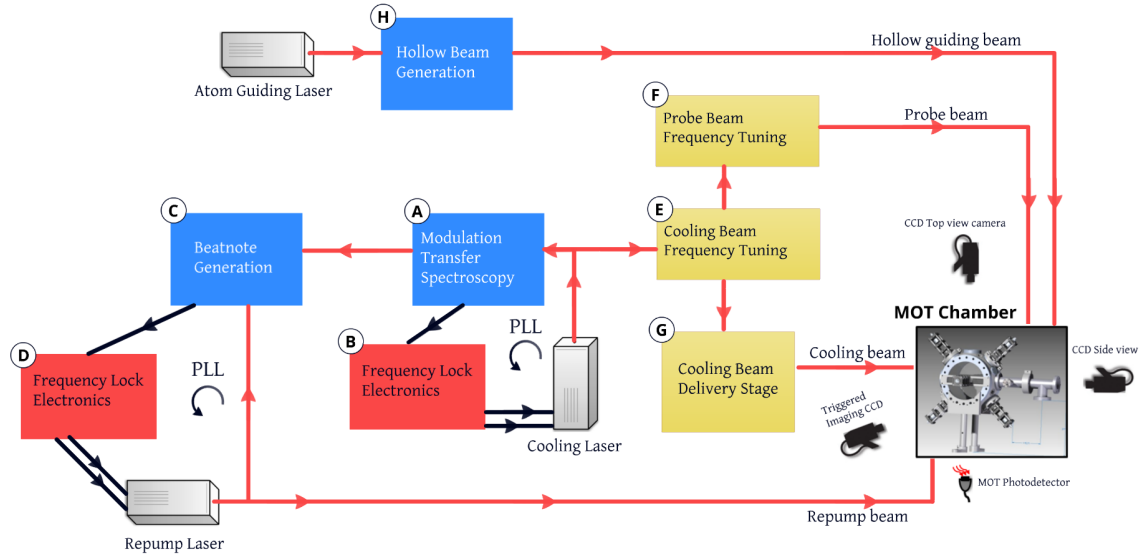 H
Hollow Beam
Generation
Hollow guiding beam
Atom Guiding Laser
F
Probe Beam
Frequency Tuning
Probe beam
C
Beatnote
Generation
A
Modulation
Transfer
Spectroscopy
E
Cooling Beam
Frequency Tuning
CCD Top view camera
MOT Chamber
D
Frequency Lock
Electronics
PLL
B
Frequency Lock
Electronics
PLL
Cooling Laser
G
Cooling Beam
Delivery Stage
Cooling beam
CCD Side view
Triggered
Imaging CCD
MOT Photodetector
Repump Laser
Repump beam